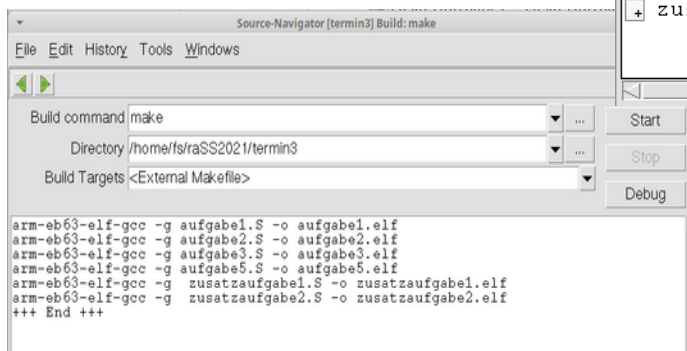 Source-Navigator [termin3] Build: make
+ zu
File Edit History Tools Windows
Build command make ... Start
Directory /home/fs/raSS2021/termin3 ... Stop
Build Targets <External Makefile>
Debug
arm-eb63-elf-gcc -g aufgabe1.S -o aufgabe1.elf
arm-eb63-elf-gcc -g aufgabe2.S -o aufgabe2.elf
arm-eb63-elf-gcc -g aufgabe3.S -o aufgabe3.elf
arm-eb63-elf-gcc -g aufgabe5.S -o aufgabe5.elf
arm-eb63-elf-gcc -g  zusatzaufgabe1.S -o zusatzaufgabe1.elf
arm-eb63-elf-gcc -g  zusatzaufgabe2.S -o zusatzaufgabe2.elf
+++ End +++